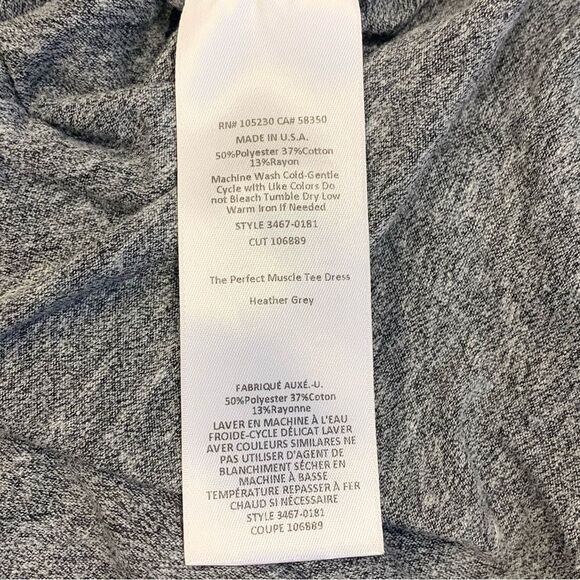 RN# 105230 CA# 58350
MADE IN U.S.A.
50%Polyester 37%Cotton
13%Rayon
Machine Wash Cold-Gentle
Cycle with Like Colors Do
not Bleach Tumble Dry Low
Warm Iron If Needed
STYLE 3467-0181
CUT 106889
The Perfect Muscle Tee Dress
Heather Grey
FABRIQUÉ AUXÉ.-U.
50%Polyester 37%Coton
13%Rayonne
LAVER EN MACHINE À L'EAU
FROIDE-CYCLE DÉLICAT LAVER
AVER COULEURS SIMILARES NE
PAS UTILISER D'AGENT DE
BLANCHIMENT SÉCHER EN
MACHINE À BASSE
TEMPÉRATURE REPASSER À FER
CHAUD SI NÉCESSAIRE
STYLE 3467-0181
COUPE 106889